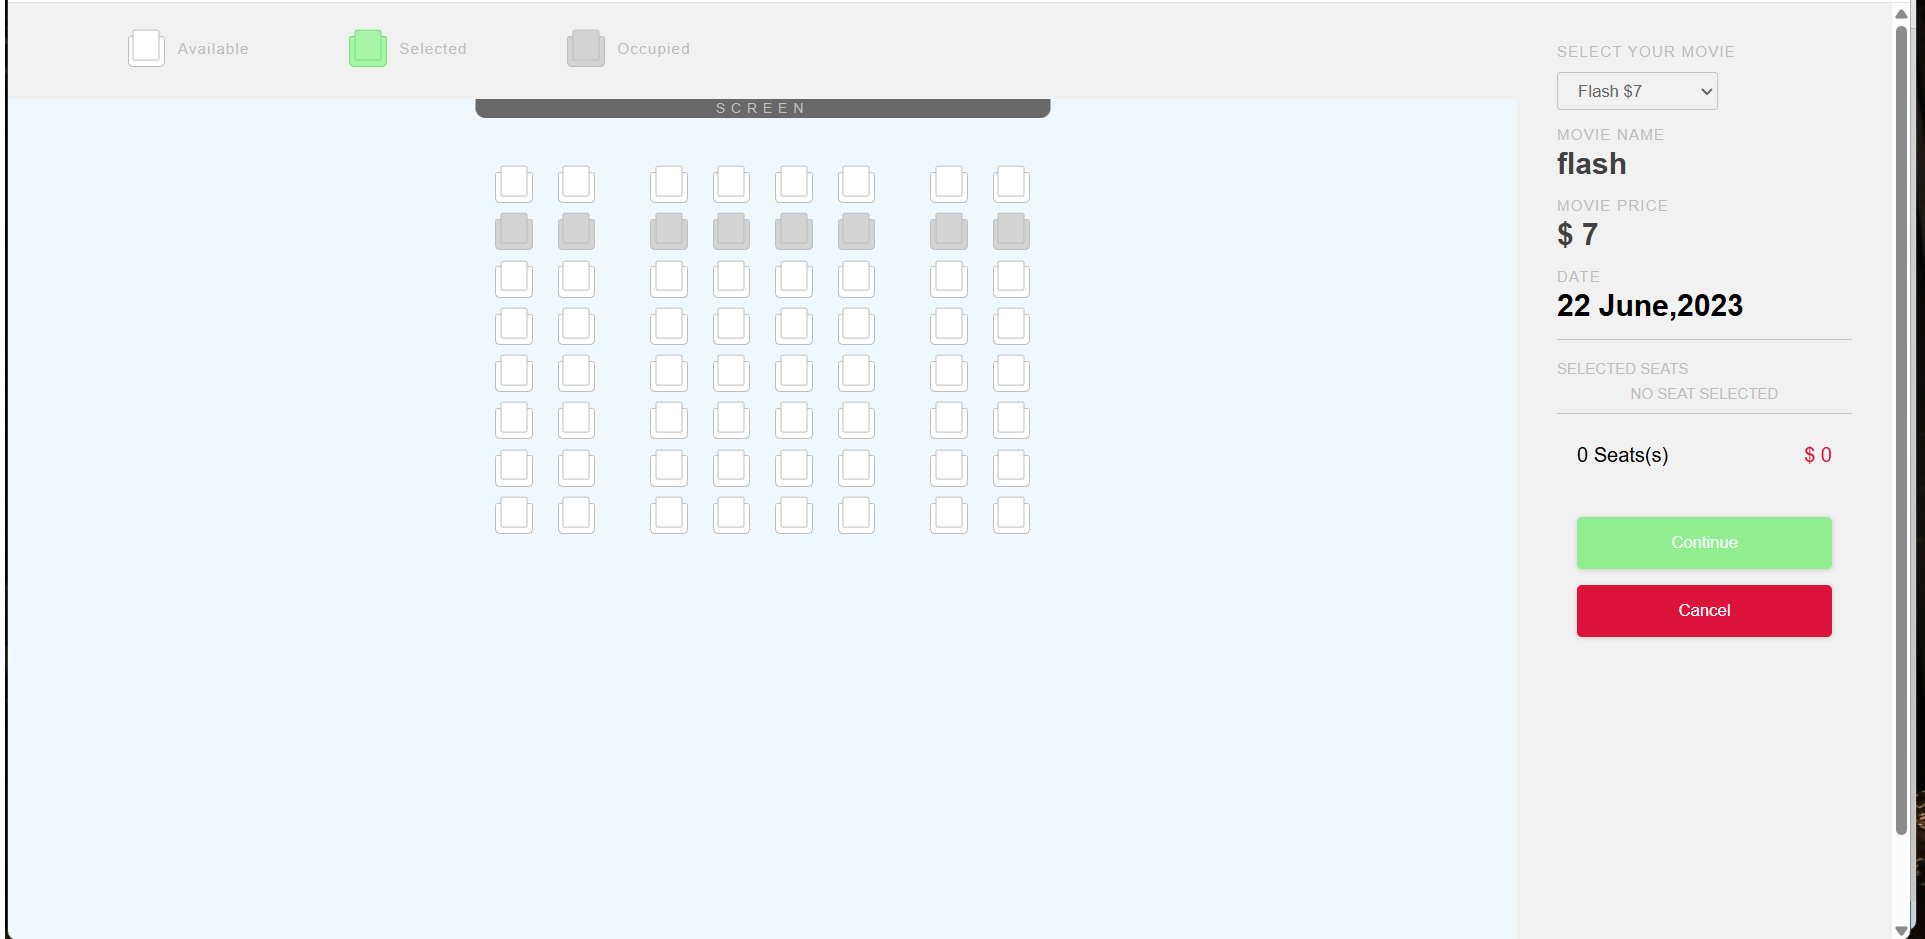 Available
Selected
Occupied
SCREEN
SELECT YOUR MOVIE
Flash $7
MOVIE NAME
flash
MOVIE PRICE
$ 7
DATE
22 June,2023
SELECTED SEATS
NO SEAT SELECTED
0 Seats(s) $ 0
Continue
Cancel